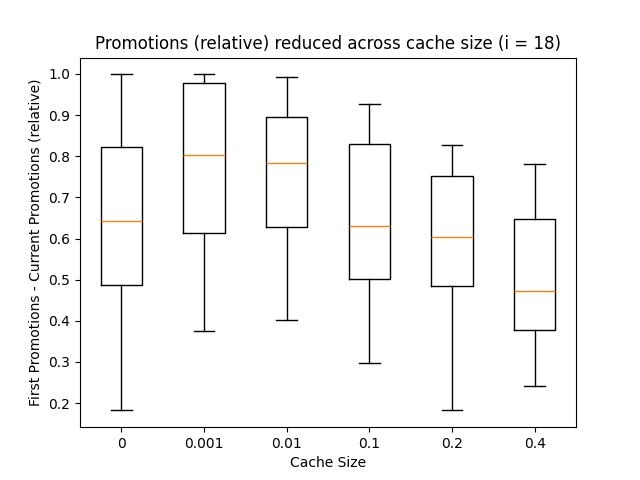 Promotions (relative) reduced across cache size (i = 18)
First Promotions - Current Promotions (relative)
1.0
0.9
0.8
0.7
0.6
0.5
0.4
0.3
0.2
0 0.001 0.01 0.1 0.2 0.4
Cache Size